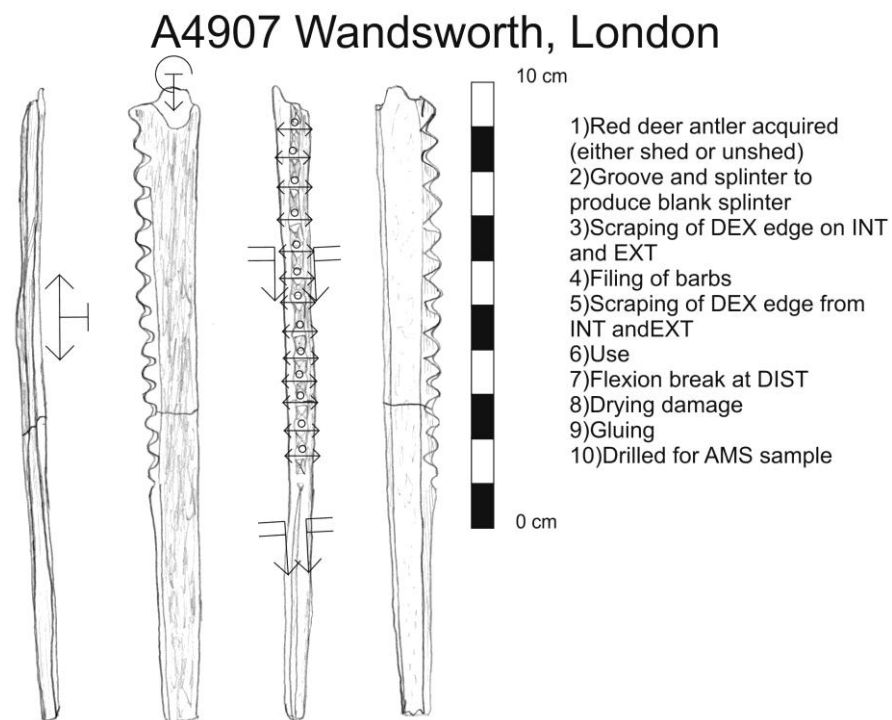 A4907 Wandsworth, London
10 cm
1)Red deer antler acquired
(either shed or unshed)
2)Groove and splinter to
produce blank splinter
3)Scraping of DEX edge on INT
and EXT
4)Filing of barbs
5)Scraping of DEX edge from
INT andEXT
6)Use
7)Flexion break at DIST
8)Drying damage
9)Gluing
10)Drilled for AMS sample
0 cm